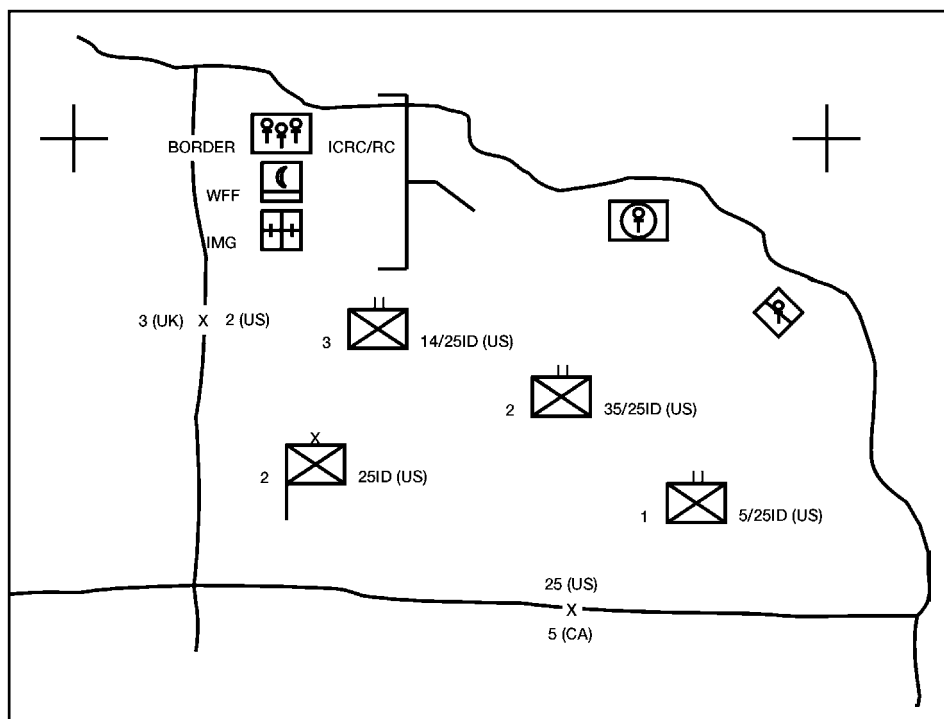 BORDER ICRC/RC
WFF
IMG
3 (UK) X 2 (US)
3 14/25ID (US)
2 35/25ID (US)
X
2 25ID (US)
1 5/25ID (US)
25 (US)
X
5 (CA)